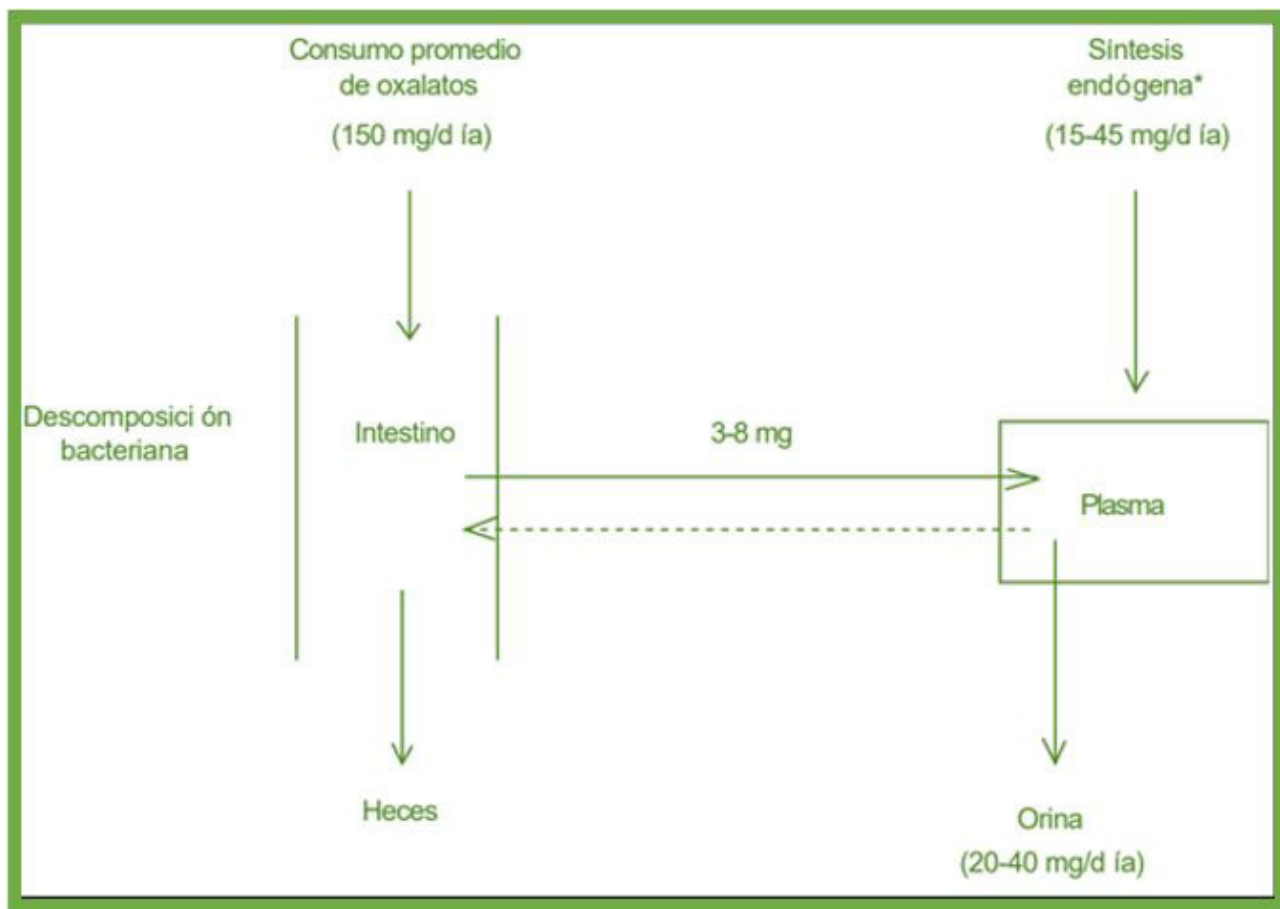 Consumo promedio
de oxalatos
(150 mg/d ía)
Síntesis
endógena*
(15-45 mg/d ía)
Descomposici ón
bacteriana
Intestino
3-8 mg
Plasma
Heces
Orina
(20-40 mg/d ía)